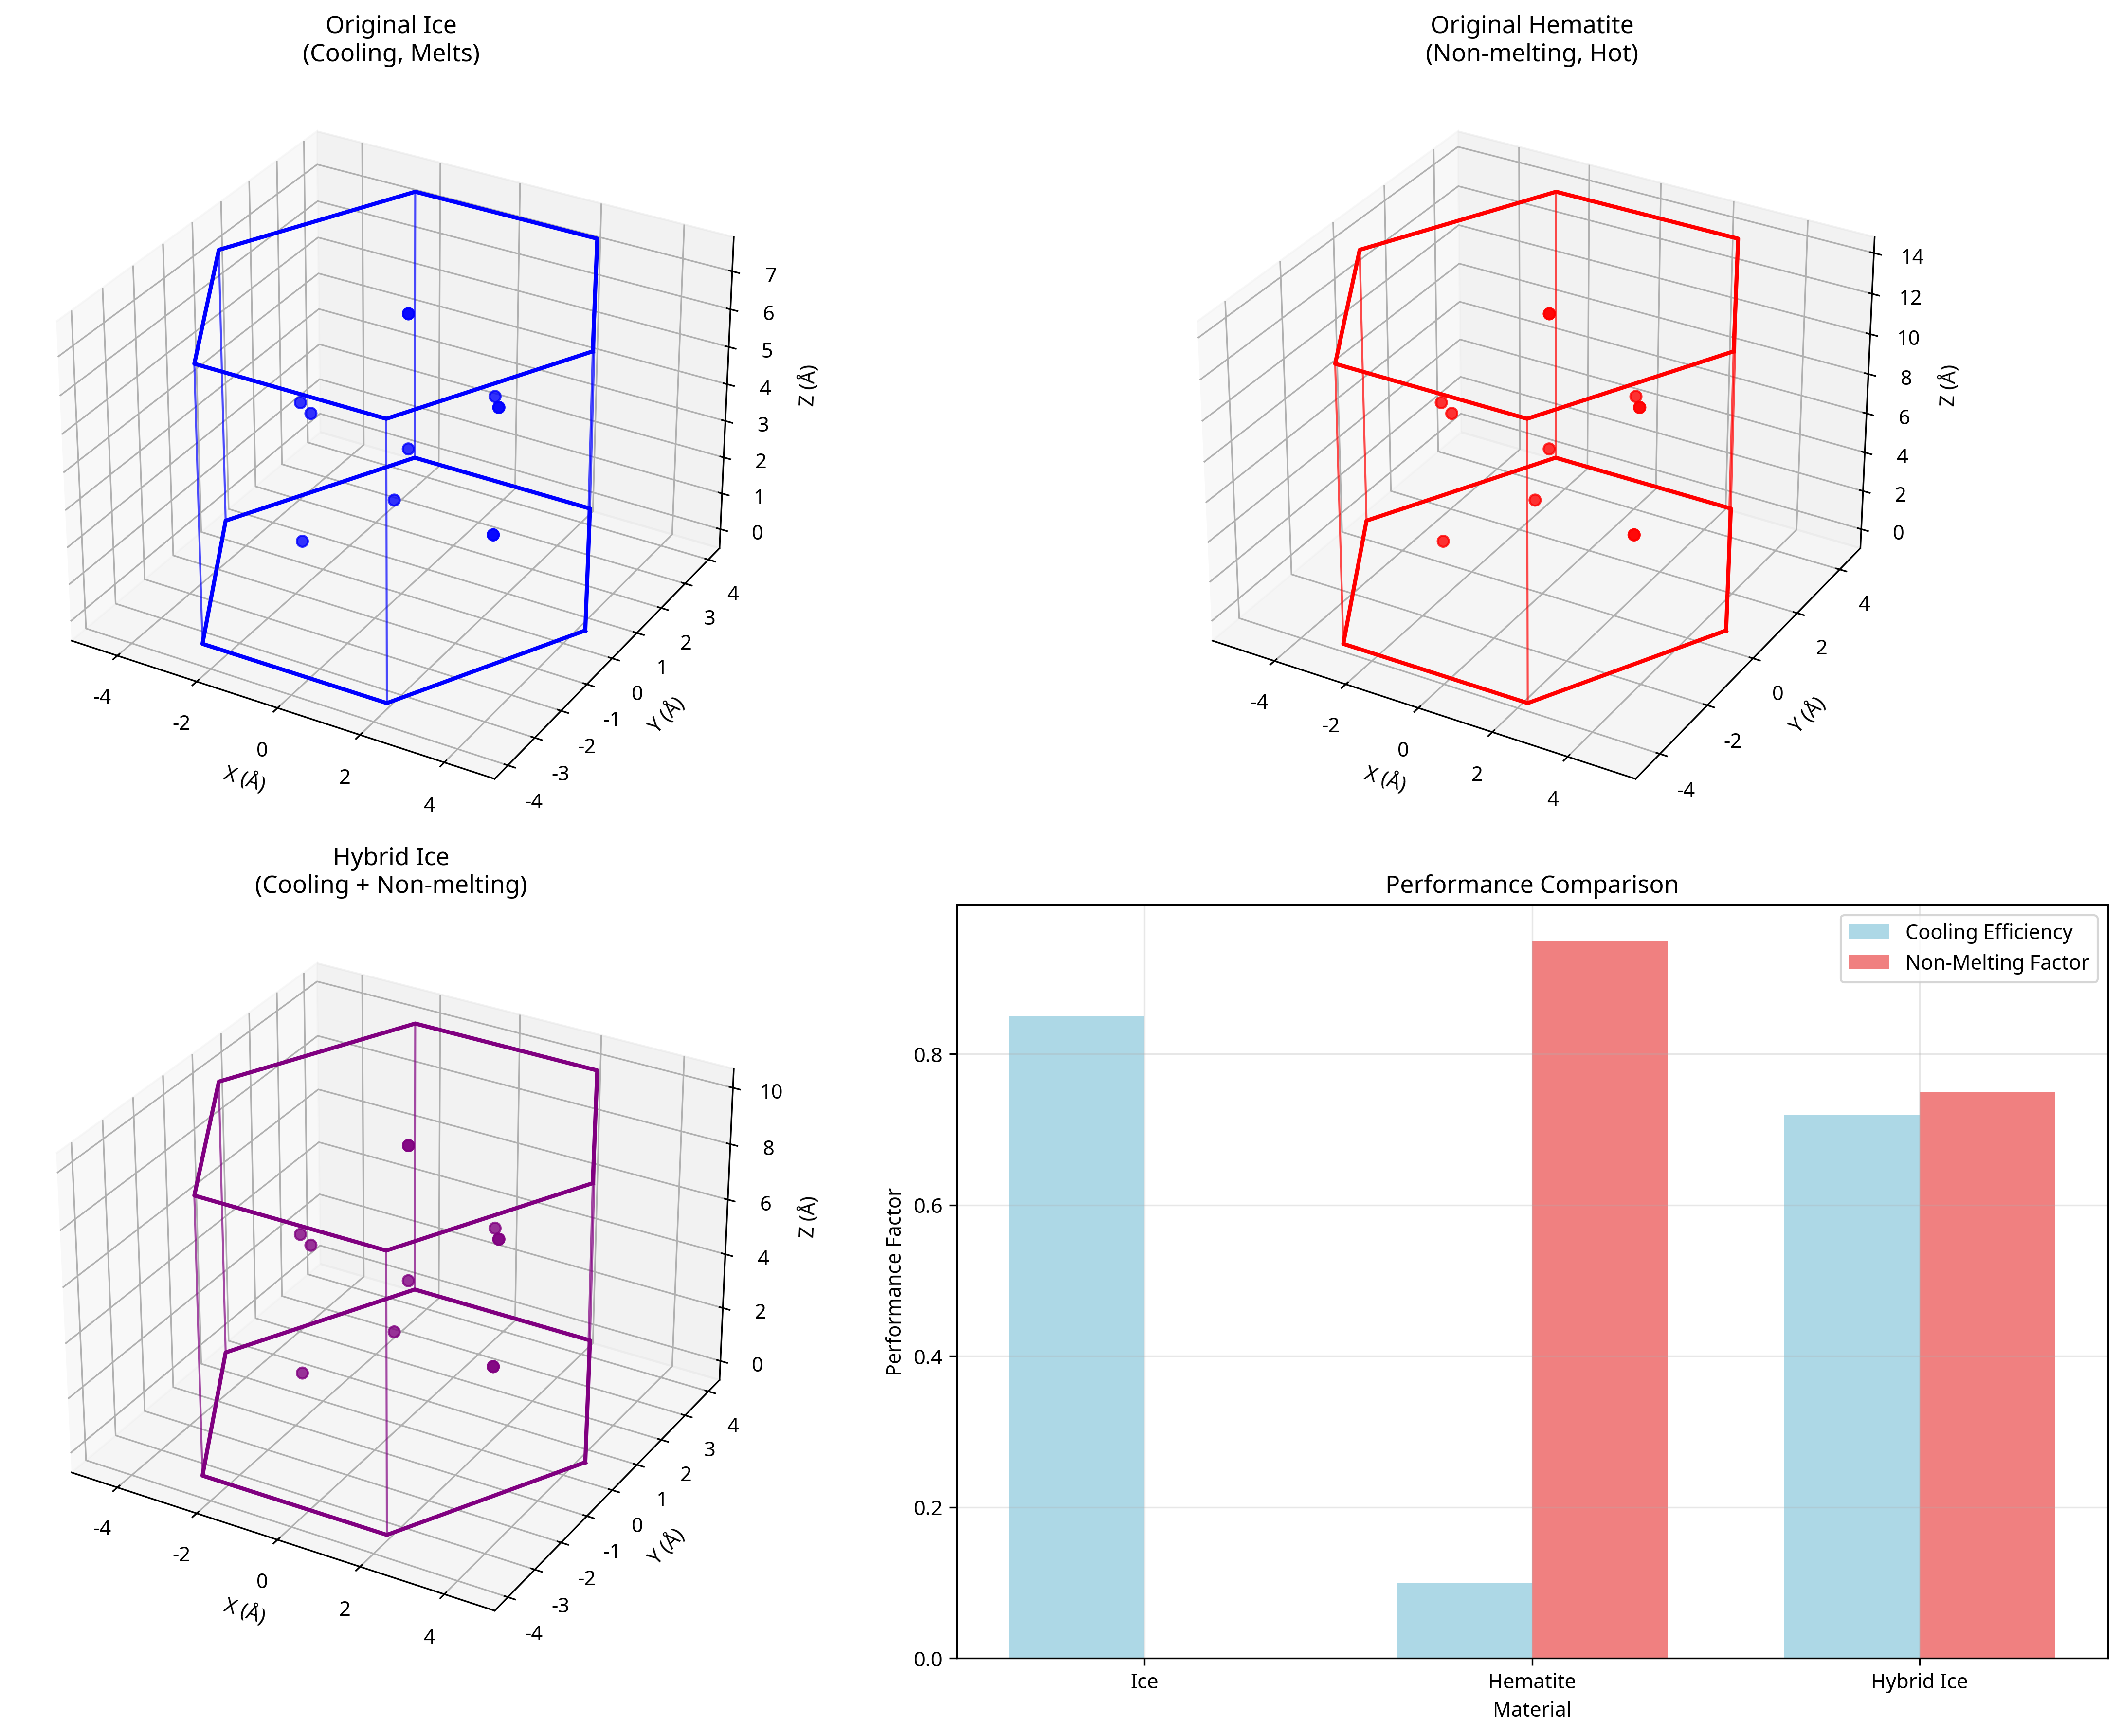 Original Ice
(Cooling, Melts)
7
6
5
4
3
2
1
0
Z (Å)
4
3
2
1
0
-1
-2
-3
-4
Y (Å)
-4
-2
0
2
4
X (Å)
Original Hematite
(Non-melting, Hot)
14
12
10
8
6
4
2
0
Z (Å)
4
2
0
-2
-4
Y (Å)
-4
-2
0
2
4
X (Å)
Hybrid Ice
(Cooling + Non-melting)
10
8
6
4
2
0
Z (Å)
4
3
2
1
0
-1
-2
-3
-4
Y (Å)
-4
-2
0
2
4
X (Å)
Performance Comparison
Cooling Efficiency
Non-Melting Factor
0.8
0.6
0.4
0.2
0.0
Performance Factor
Ice
Hematite
Hybrid Ice
Material